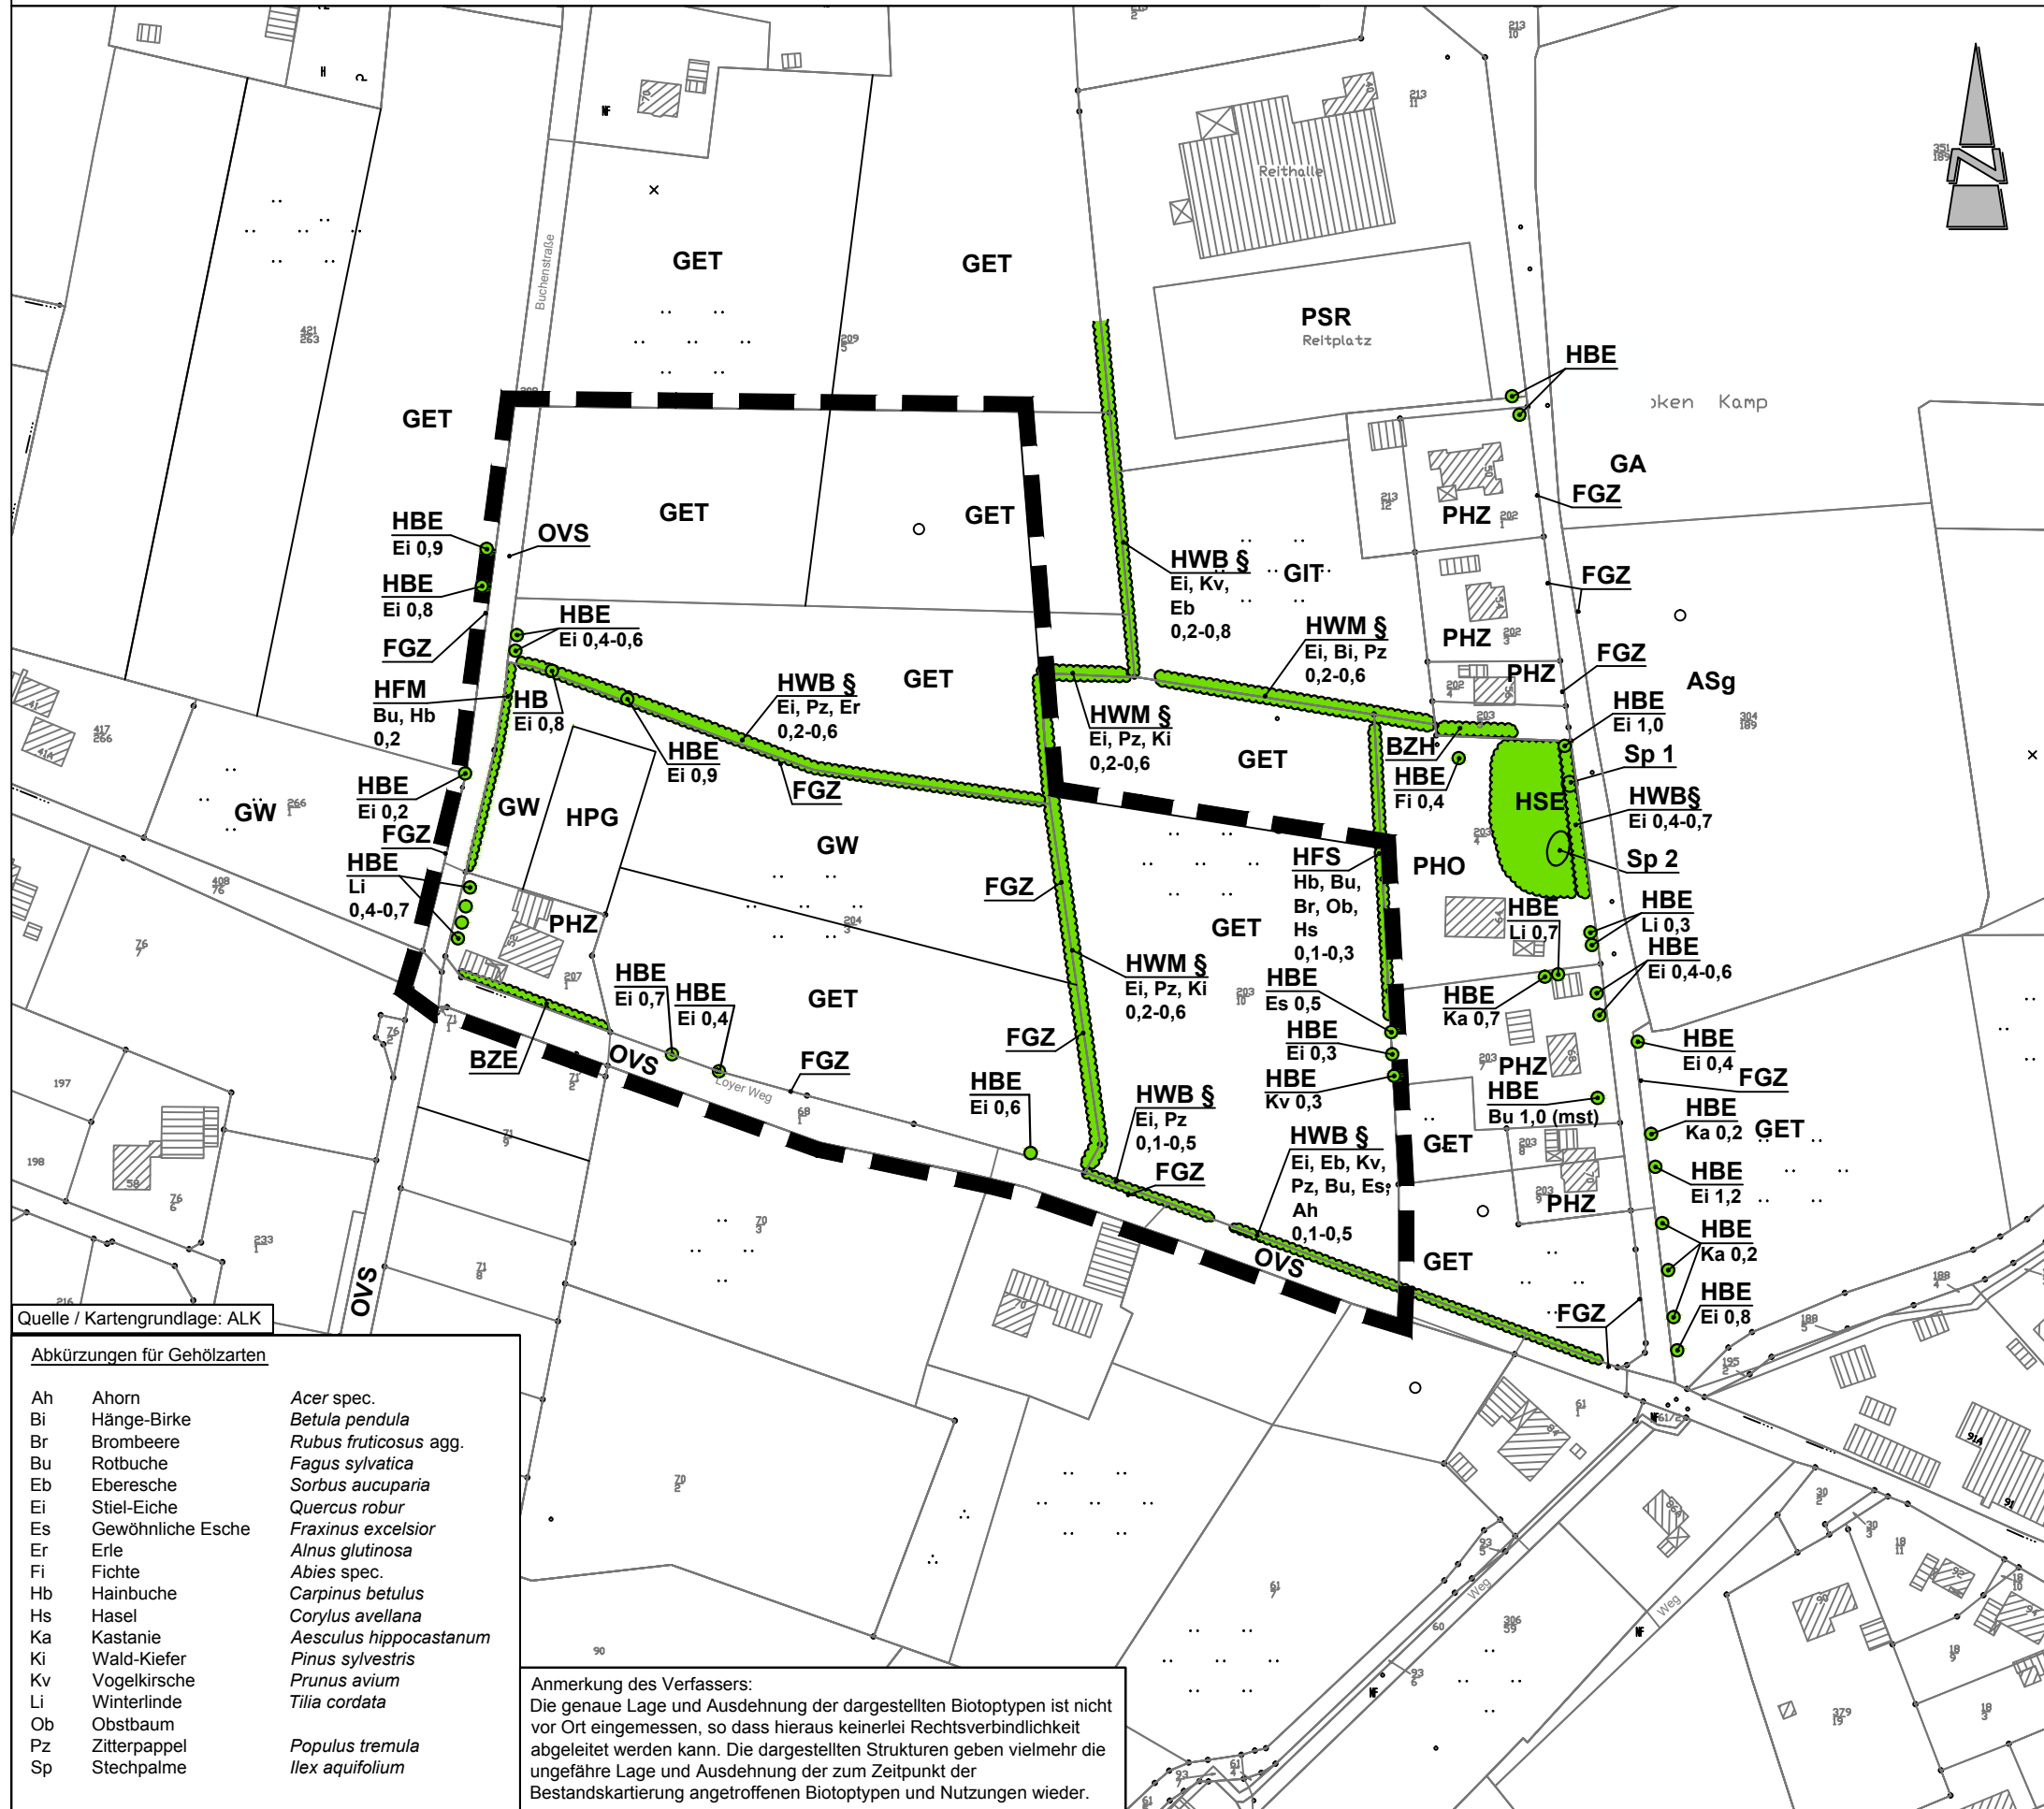 Reithalle
Buchenstraße
GET
GET
PSR
Reitplatz
HBE
oken Kamp
GET
GA
FGZ
PHZ
GET
GET
HBE
Ei 0,9
OVS
HBE
Ei 0,8
HWB §
Ei, Kv,
Eb
0,2-0,8
GIT
FGZ
HBE
Ei 0,4-0,6
HWM §
Ei, Bi, Pz
0,2-0,6
PHZ
FGZ
FGZ
PHZ
HFM
Bu, Hb
0,2
HB
Ei 0,8
HWB §
Ei, Pz, Er
0,2-0,6
GET
ASg
HBE
Ei 1,0
HWM §
Ei, Pz, Ki
0,2-0,6
HBE
Ei 0,9
GET
BZH
HBE
Fi 0,4
Sp 1
HBE
Ei 0,2
GW
GW
HPG
FGZ
HSE
HWB§
Ei 0,4-0,7
FGZ
GW
HBE
Li
0,4-0,7
HFS
Hb, Bu,
Br, Ob,
Hs
0,1-0,3
PHO
Sp 2
FGZ
PHZ
GET
HBE
Li 0,7
HBE
Li 0,3
HBE
Ei 0,4-0,6
HWM §
Ei, Pz, Ki
0,2-0,6
HBE
Ei 0,7
HBE
Ei 0,4
GET
HBE
Es 0,5
HBE
Ka 0,7
BZE
OVS
Loyer Weg
FGZ
FGZ
HBE
Ei 0,3
HBE
Kv 0,3
PHZ
HBE
Bu 1,0 (mst)
HBE
Ei 0,4
FGZ
HBE
Ei 0,6
HWB §
Ei, Pz
0,1-0,5
FGZ
HWB §
Ei, Eb, Kv,
Pz, Bu, Es,
Ah
0,1-0,5
GET
HBE
Ka 0,2
GET
HBE
Ei 1,2
PHZ
HBE
Ka 0,2
OVS
OVS
GET
FGZ
HBE
Ei 0,8
Weg
Weg
Quelle / Kartengrundlage: ALK
Abkürzungen für Gehölzarten
Ah Ahorn Acer spec.
Bi Hänge-Birke Betula pendula
Br Brombeere Rubus fruticosus agg.
Bu Rotbuche Fagus sylvatica
Eb Eberesche Sorbus aucuparia
Ei Stiel-Eiche Quercus robur
Es Gewöhnliche Esche Fraxinus excelsior
Er Erle Alnus glutinosa
Fi Fichte Abies spec.
Hb Hainbuche Carpinus betulus
Hs Hasel Corylus avellana
Ka Kastanie Aesculus hippocastanum
Ki Wald-Kiefer Pinus sylvestris
Kv Vogelkirsche Prunus avium
Li Winterlinde Tilia cordata
Ob Obstbaum
Pz Zitterpappel Populus tremula
Sp Stechpalme Ilex aquifolium
Anmerkung des Verfassers:
Die genaue Lage und Ausdehnung der dargestellten Biotoptypen ist nicht
vor Ort eingemessen, so dass hieraus keinerlei Rechtsverbindlichkeit
abgeleitet werden kann. Die dargestellten Strukturen geben vielmehr die
ungefähre Lage und Ausdehnung der zum Zeitpunkt der
Bestandskartierung angetroffenen Biotoptypen und Nutzungen wieder.